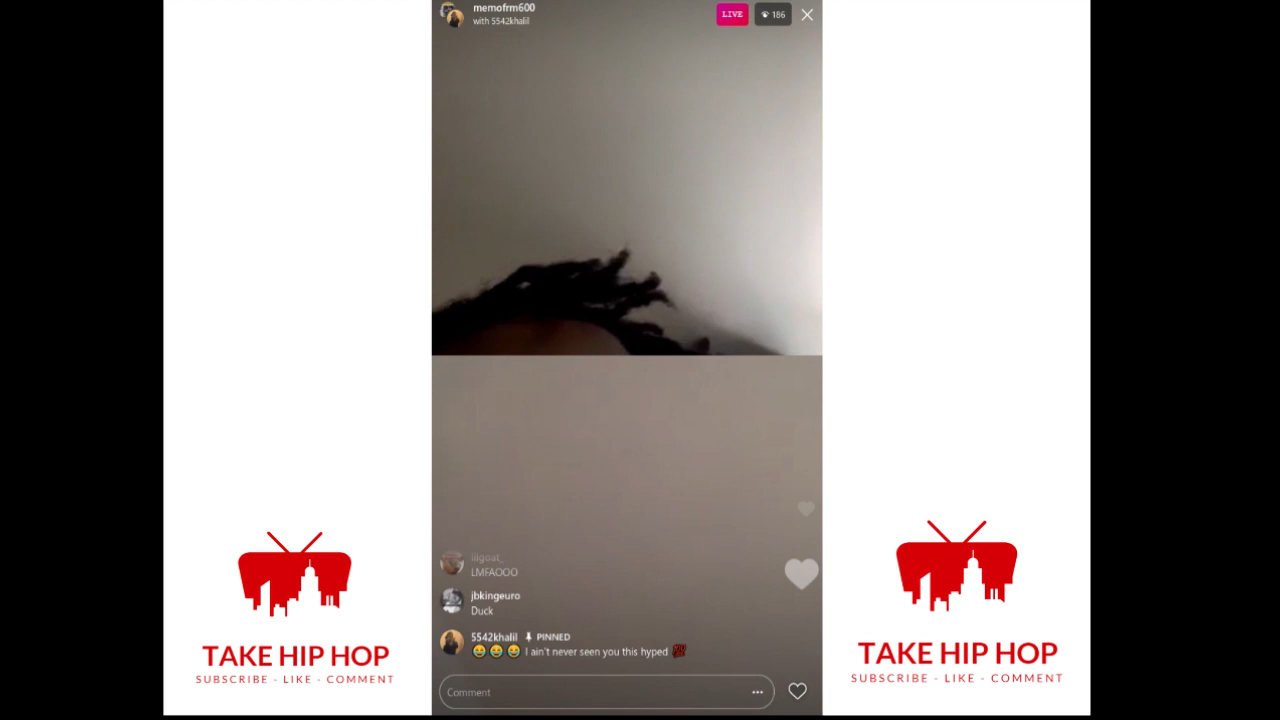 memofrm600
with 5542khalil
LIVE
186
lilgoat_
LMFAOOO
jbkingeuro
Duck
5542khalil PINNED
😂😂😂 I ain't never seen you this hyped 💯
Comment
TAKE HIP HOP
SUBSCRIBE - LIKE - COMMENT
TAKE HIP HOP
SUBSCRIBE - LIKE - COMMENT